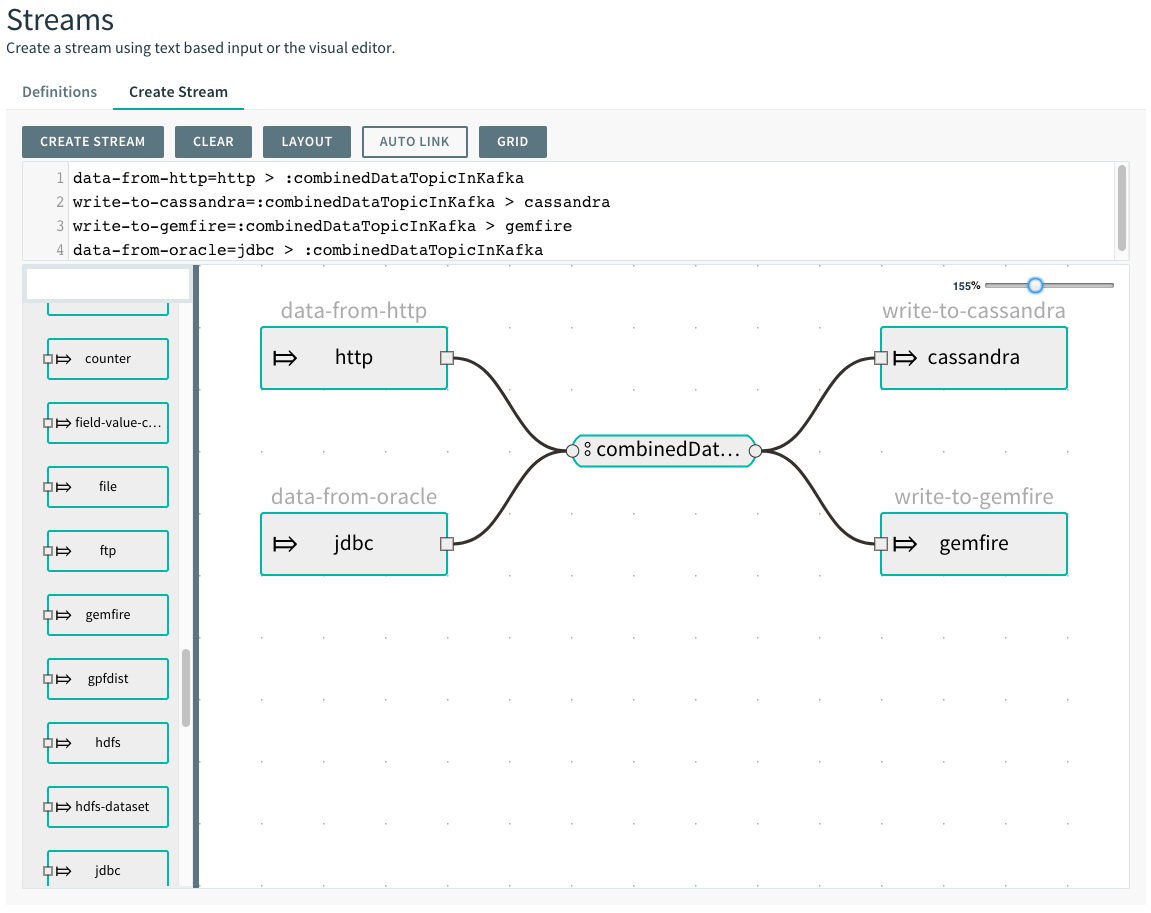 Streams
Create a stream using text based input or the visual editor.
Definitions Create Stream
CREATE STREAM CLEAR LAYOUT AUTO LINK GRID
1 data-from-http=http > :combinedDataTopicInKafka
2 write-to-cassandra=:combinedDataTopicInKafka > cassandra
3 write-to-gemfire=:combinedDataTopicInKafka > gemfire
4 data-from-oracle=jdbc > :combinedDataTopicInKafka
155%
counter
field-value-c...
file
ftp
gemfire
gpfdist
hdfs
hdfs-dataset
jdbc
data-from-http
http
data-from-oracle
jdbc
combinedDat...
write-to-cassandra
cassandra
write-to-gemfire
gemfire